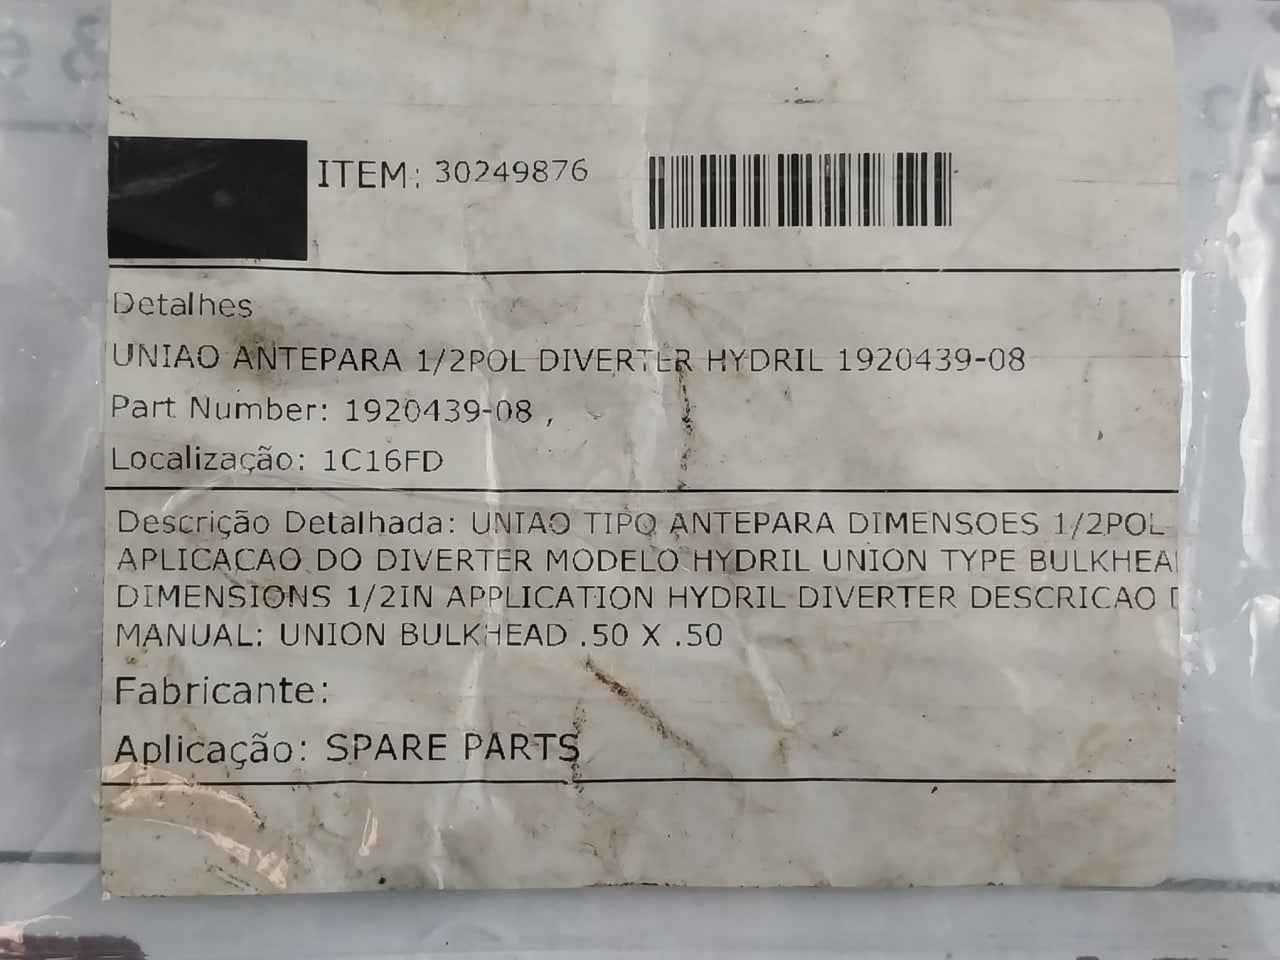 ITEM: 30249876
Detalhes
UNIAO ANTEPARA 1/2POL DIVERTER HYDRIL 1920439-08
Part Number: 1920439-08 ,
Localização: 1C16FD
Descrição Detalhada: UNIAO TIPO ANTEPARA DIMENSOES 1/2POL
APLICACAO DO DIVERTER MODELO HYDRIL UNION TYPE BULKHEA
DIMENSIONS 1/2IN APPLICATION HYDRIL DIVERTER DESCRICAO
MANUAL: UNION BULKHEAD .50 X .50
Fabricante:
Aplicação: SPARE PARTS